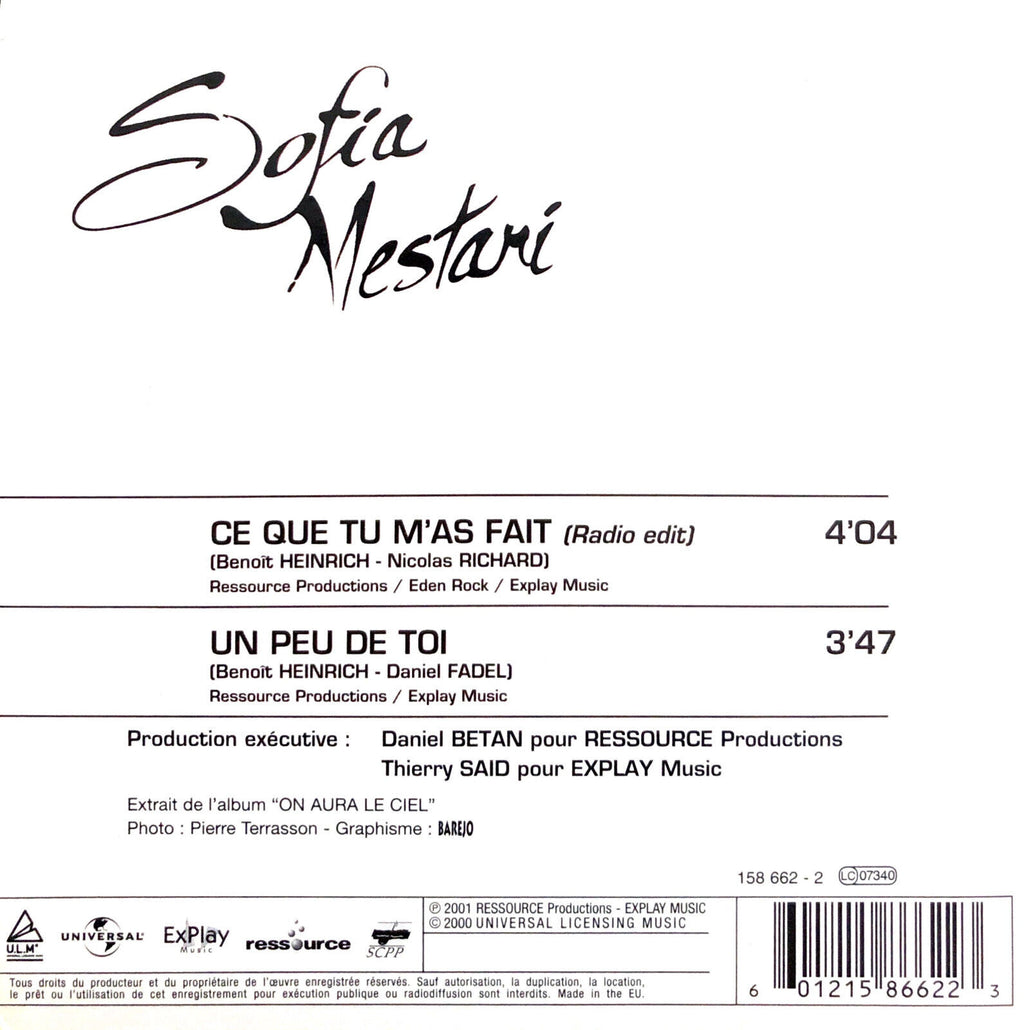 Sofia
Mestari
CE QUE TU M'AS FAIT (Radio edit) 4'04
(Benoît HEINRICH - Nicolas RICHARD)
Ressource Productions / Eden Rock / Explay Music
UN PEU DE TOI 3'47
(Benoît HEINRICH - Daniel FADEL)
Ressource Productions / Explay Music
Production exécutive : Daniel BETAN pour RESSOURCE Productions
Thierry SAID pour EXPLAY Music
Extrait de l'album "ON AURA LE CIEL"
Photo : Pierre Terrasson - Graphisme : BAREJO
158 662 - 2 LC 07340
U.L.M.
UNIVERSAL
ExPlay
Music
ressource
SCPP
℗ 2001 RESSOURCE Productions - EXPLAY MUSIC
© 2000 UNIVERSAL LICENSING MUSIC
Tous droits du producteur et du propriétaire de l'œuvre enregistrée réservés. Sauf autorisation, la duplication, la location,
le prêt ou l'utilisation de cet enregistrement pour exécution publique ou radiodiffusion sont interdits. Made in the EU.
6 01215 86622 3